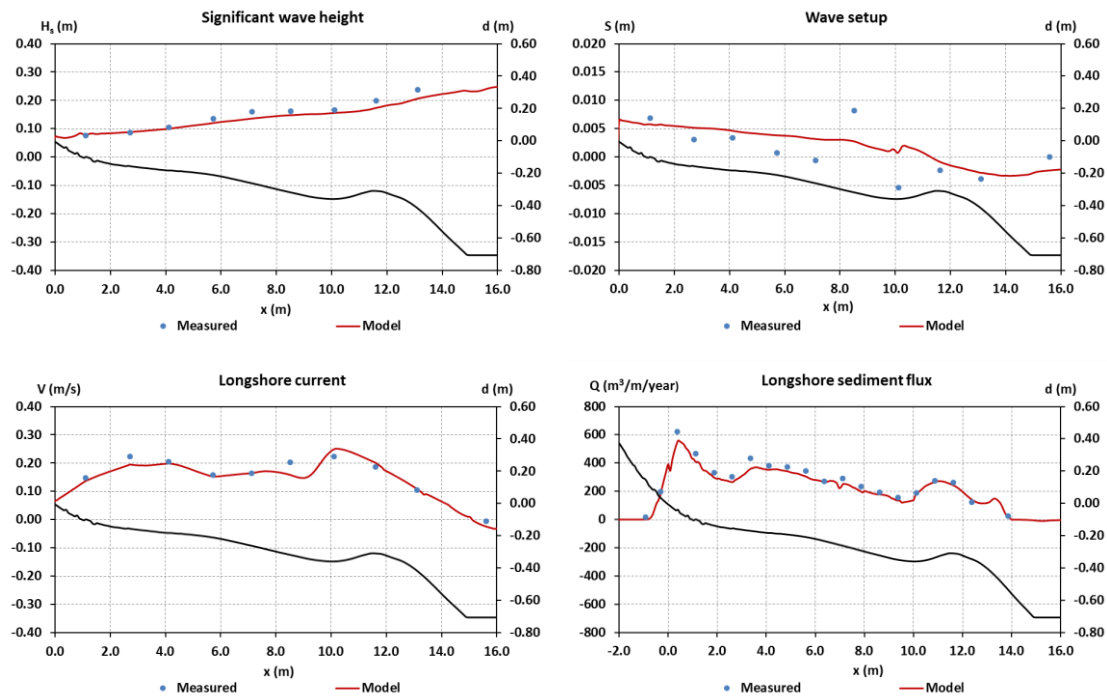 Significant wave height
Hs (m) d (m)
0.40 0.60
0.30 0.40
0.20 0.20
0.10 0.00
0.00
-0.10 -0.20
-0.20 -0.40
-0.30 -0.60
-0.40 -0.80
0.0 2.0 4.0 6.0 8.0 10.0 12.0 14.0 16.0
x (m)
Measured Model
Wave setup
S (m) d (m)
0.020 0.60
0.015 0.40
0.010 0.20
0.005 0.00
0.000
-0.005 -0.20
-0.010 -0.40
-0.015 -0.60
-0.020 -0.80
0.0 2.0 4.0 6.0 8.0 10.0 12.0 14.0 16.0
x (m)
Measured Model
Longshore current
V (m/s) d (m)
0.40 0.60
0.30 0.40
0.20 0.20
0.10 0.00
0.00
-0.10 -0.20
-0.20 -0.40
-0.30 -0.60
-0.40 -0.80
0.0 2.0 4.0 6.0 8.0 10.0 12.0 14.0 16.0
x (m)
Measured Model
Longshore sediment flux
Q (m³/m/year) d (m)
800 0.60
600 0.40
400 0.20
200 0.00
0
-200 -0.20
-400 -0.40
-600 -0.60
-800 -0.80
-2.0 0.0 2.0 4.0 6.0 8.0 10.0 12.0 14.0 16.0
x (m)
Measured Model